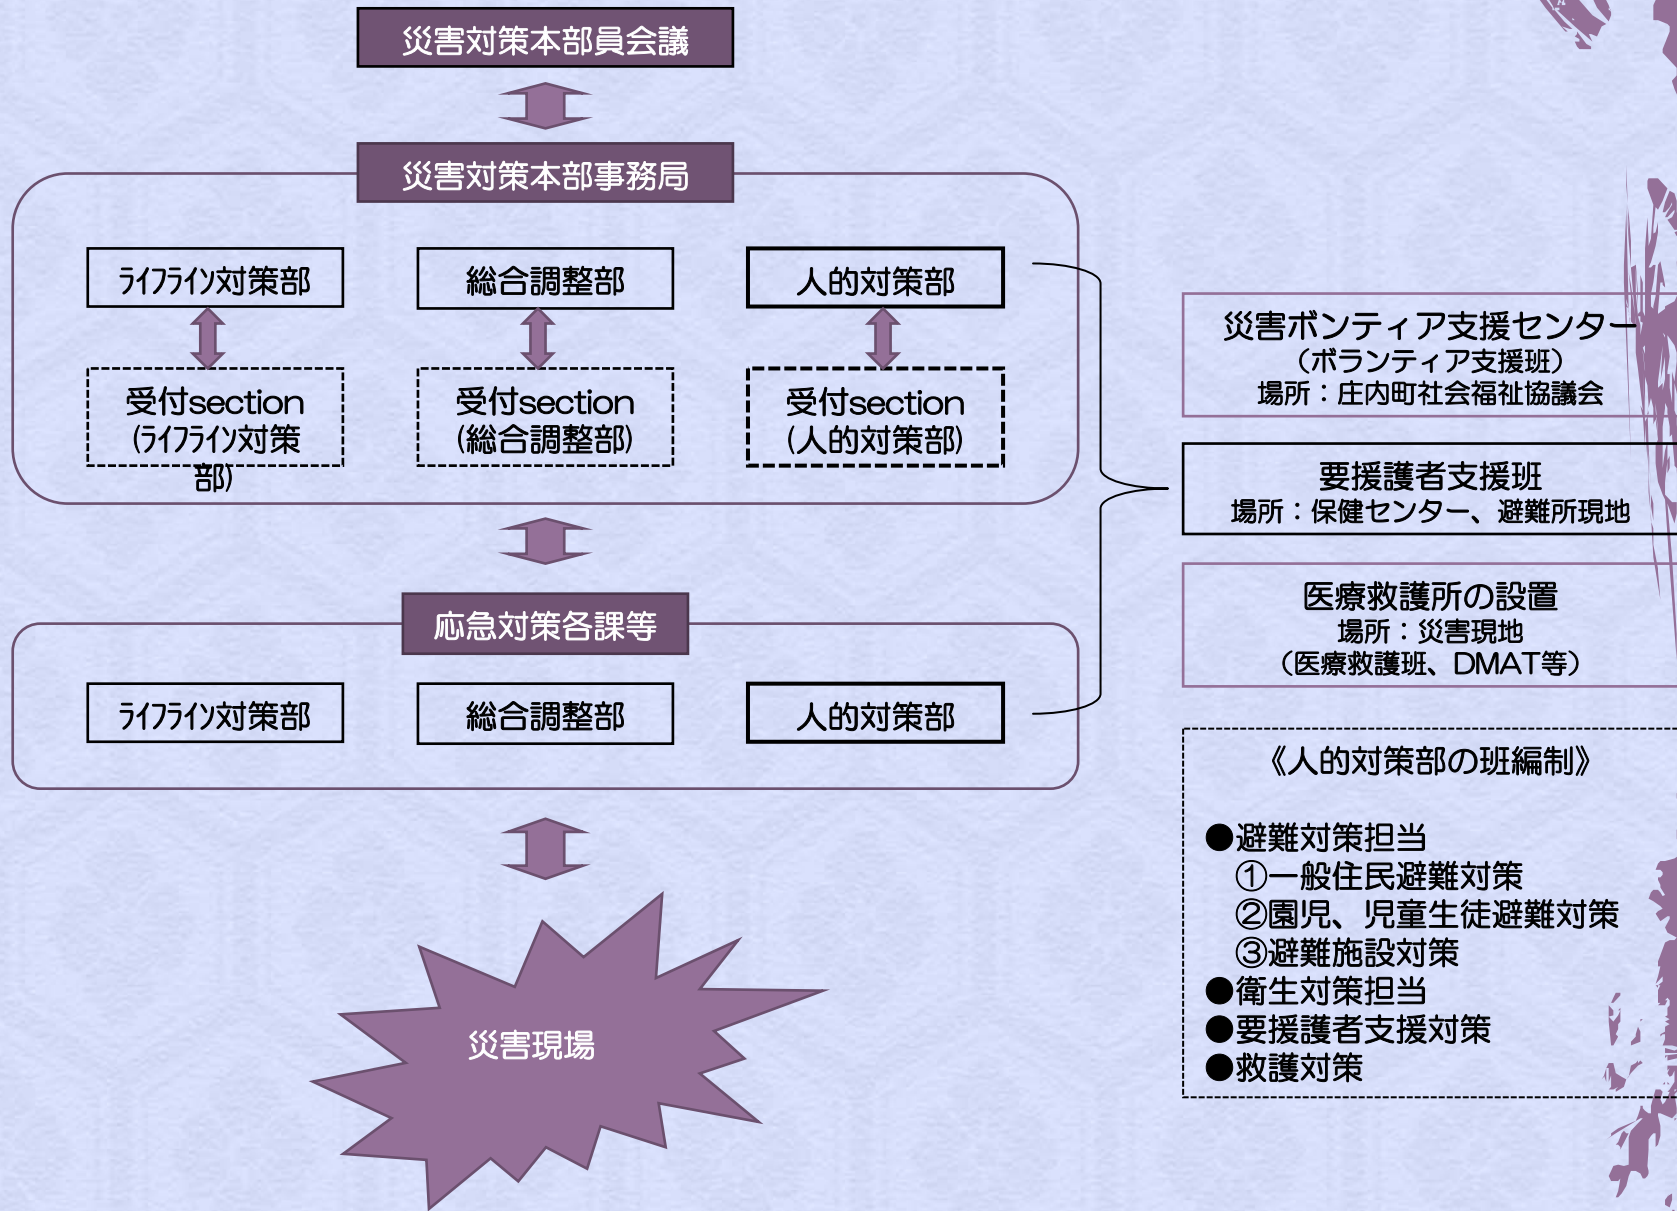 災害対策本部員会議
災害対策本部事務局
ﾗｲﾌﾗｲﾝ対策部
総合調整部
人的対策部
受付section
(ﾗｲﾌﾗｲﾝ対策
部)
受付section
(総合調整部)
受付section
(人的対策部)
応急対策各課等
ﾗｲﾌﾗｲﾝ対策部
総合調整部
人的対策部
災害現場
災害ボンティア支援センター
（ボランティア支援班）
場所：庄内町社会福祉協議会
要援護者支援班
場所：保健センター、避難所現地
医療救護所の設置
場所：災害現地
（医療救護班、DMAT等）
《人的対策部の班編制》
●避難対策担当
①一般住民避難対策
②園児、児童生徒避難対策
③避難施設対策
●衛生対策担当
●要援護者支援対策
●救護対策